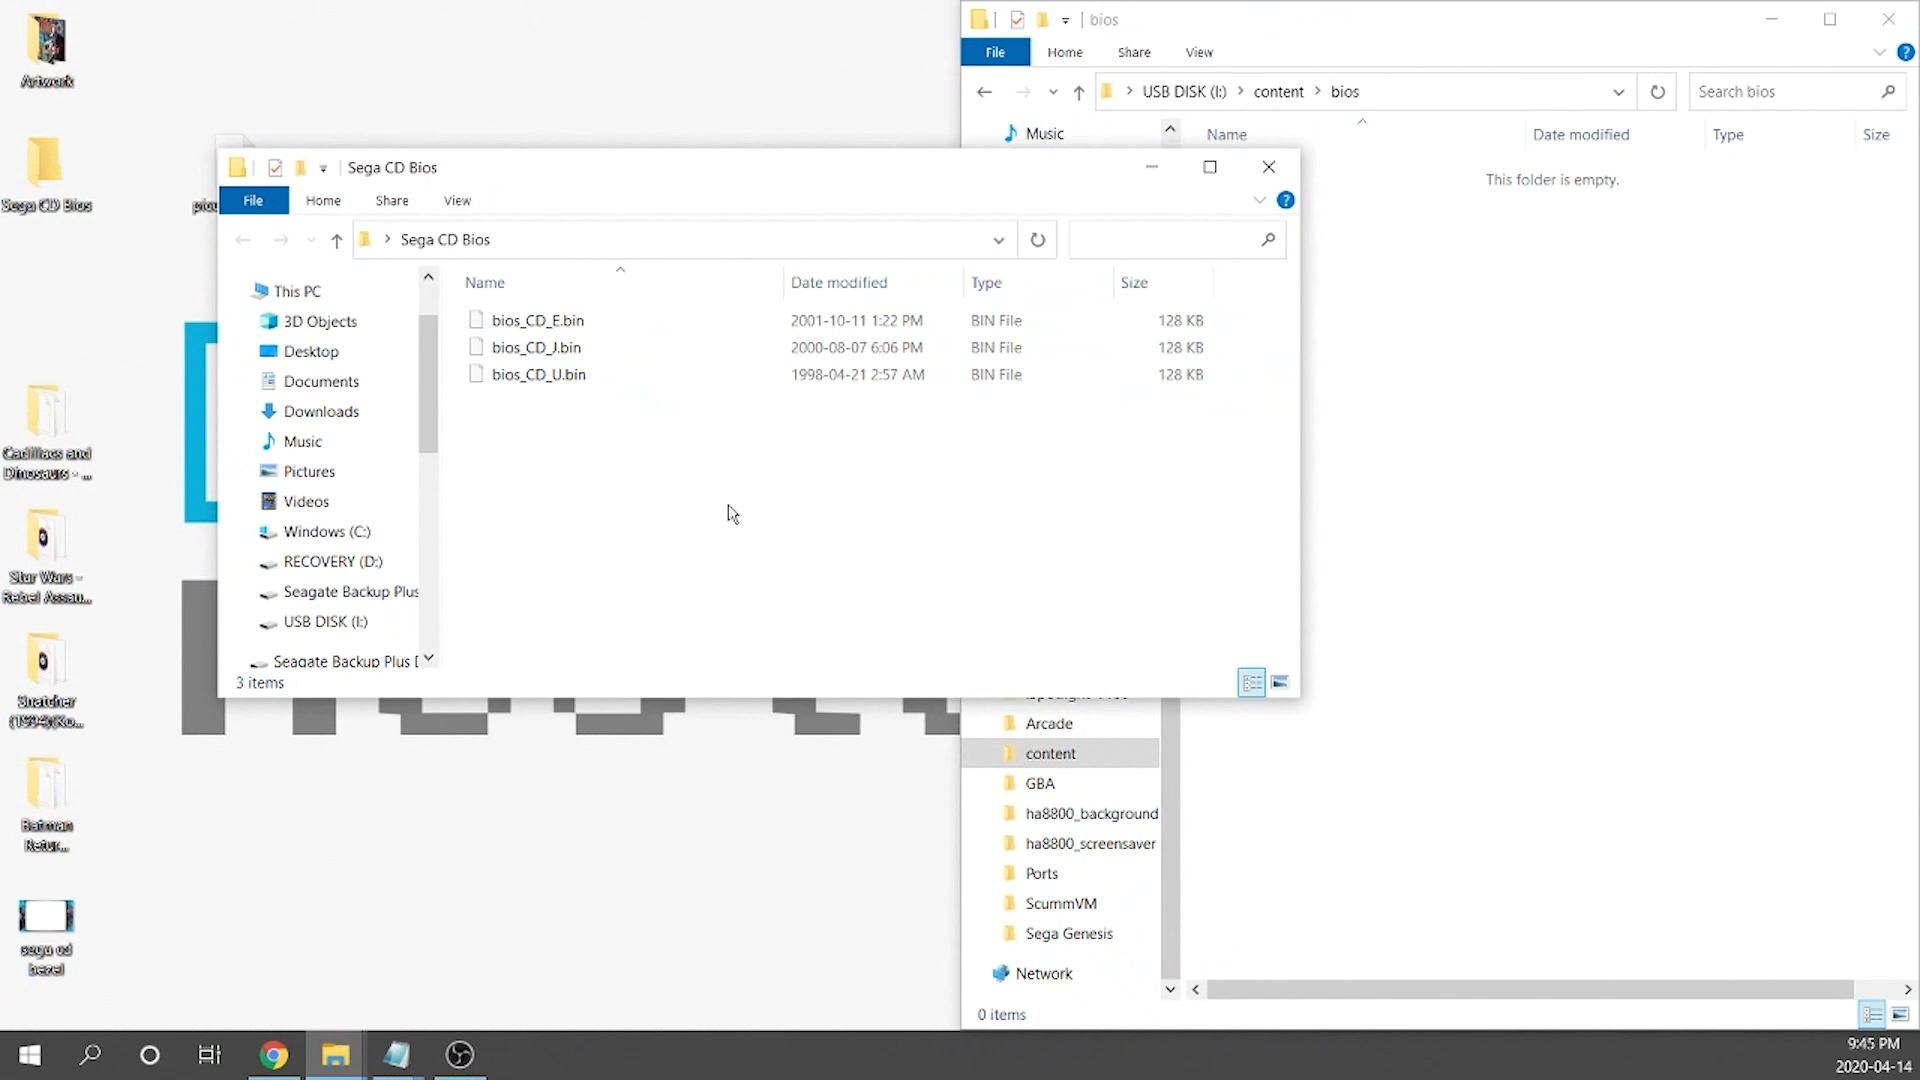 Artwork
Sega CD Bios
Cadillacs and
Dinosaurs - ...
Star Wars -
Rebel Assau...
Snatcher
(1994)(Ko...
Batman
Retur...
sega cd
bezel
bios
File
Home
Share
View
USB DISK (I:)
content
bios
Search bios
Music
Name
Date modified
Type
Size
This folder is empty.
Sega CD Bios
File
Home
Share
View
Sega CD Bios
This PC
3D Objects
Desktop
Documents
Downloads
Music
Pictures
Videos
Windows (C:)
RECOVERY (D:)
Seagate Backup Plus
USB DISK (I:)
Seagate Backup Plus D
3 items
Name
Date modified
Type
Size
bios_CD_E.bin
2001-10-11 1:22 PM
BIN File
128 KB
bios_CD_J.bin
2000-08-07 6:06 PM
BIN File
128 KB
bios_CD_U.bin
1998-04-21 2:57 AM
BIN File
128 KB
Arcade
content
GBA
ha8800_background
ha8800_screensaver
Ports
ScummVM
Sega Genesis
Network
0 items
9:45 PM
2020-04-14